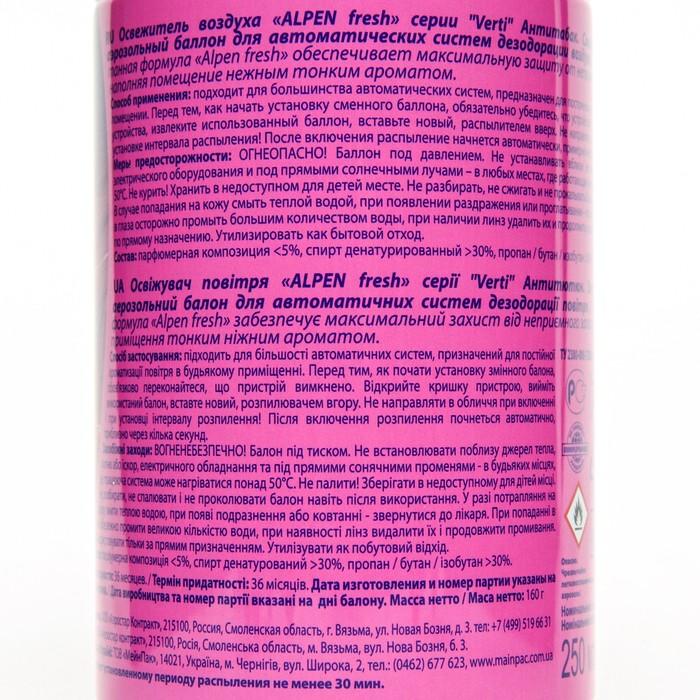 RU Освежитель воздуха «ALPEN fresh» серии "Verti" Антитабак.
аэрозольный баллон для автоматических систем дезодорации
формула «Alpen fresh» обеспечивает максимальную защиту от
наполняя помещение нежным тонким ароматом.
Способ применения: подходит для большинства автоматических систем, предназначен для
помещении. Перед тем, как начать установку сменного баллона, обязательно убедитесь, что
устройства, извлеките использованный баллон, вставьте новый, распылителем вверх. Не
установке интервала распыления! После включения распыление начнется автоматически,
Меры предосторожности: ОГНЕОПАСНО! Баллон под давлением. Не устанавливать
электрического оборудования и под прямыми солнечными лучами – в любых местах, где
50°С. Не курить! Хранить в недоступном для детей месте. Не разбирать, не сжигать и не
В случае попадания на кожу смыть теплой водой, при появлении раздражения или
в глаза осторожно промыть большим количеством воды, при наличии линз удалить их и
по прямому назначению. Утилизировать как бытовой отход.
Состав: парфюмерная композиция <5%, спирт денатурированный >30%, пропан / бутан /
UA Освіжувач повітря «ALPEN fresh» серії "Verti" Антитютюн.
аерозольний балон для автоматичних систем дезодорації повітря
формула «Alpen fresh» забезпечує максимальний захист від неприємного
приміщення тонким ніжним ароматом.
Спосіб застосування: підходить для більшості автоматичних систем, призначений для постійної
ароматизації повітря в будьякому приміщенні. Перед тим, як почати установку змінного балона,
обов'язково переконайтеся, що пристрій вимкнено. Відкрийте кришку пристрою, вийміть
використаний балон, вставте новий, розпилювачем вгору. Не направляти в обличчя при включенні
при установці інтервалу розпилення! Після включення розпилення почнеться автоматично,
приблизно через кілька секунд.
Запобіжні заходи: ВОГНЕНЕБЕЗПЕЧНО! Балон під тиском. Не встановлювати поблизу джерел тепла,
іскор, електричного обладнання та під прямими сонячними променями - в будьяких місцях,
система може нагріватися понад 50°С. Не палити! Зберігати в недоступному для дітей місці.
розбирати, не спалювати і не проколювати балон навіть після використання. У разі потрапляння на
теплою водою, при появі подразнення або ковтанні - звернутися до лікаря. При попаданні в
промити великою кількістю води, при наявності лінз видалити їх і продовжити промивання.
тільки за прямим призначенням. Утилізувати як побутовий відхід.
композиція <5%, спирт денатурований >30%, пропан / бутан / ізобутан >30%.
36 месяцев. / Термін придатності: 36 місяців. Дата изготовления и номер партии указаны на
Дата виробництва та номер партії вказані на дні балону. Масса нетто / Маса нетто: 160 г
Контракт», 215100, Россия, Смоленская область, г. Вязьма, ул. Новая Бозня, д. 3. тел: +7 (499) 519 66 31
контракт», 215100, Росія, Смоленська область, м. Вязьма, вул. Новая Бозня, б. 3.
ТОВ «МейнПак», 14021, Україна, м. Чернігів, вул. Широка, 2, тел.: (0462) 677 623, www.mainpac.com.ua
установленному периоду распыления не менее 30 мин.
250